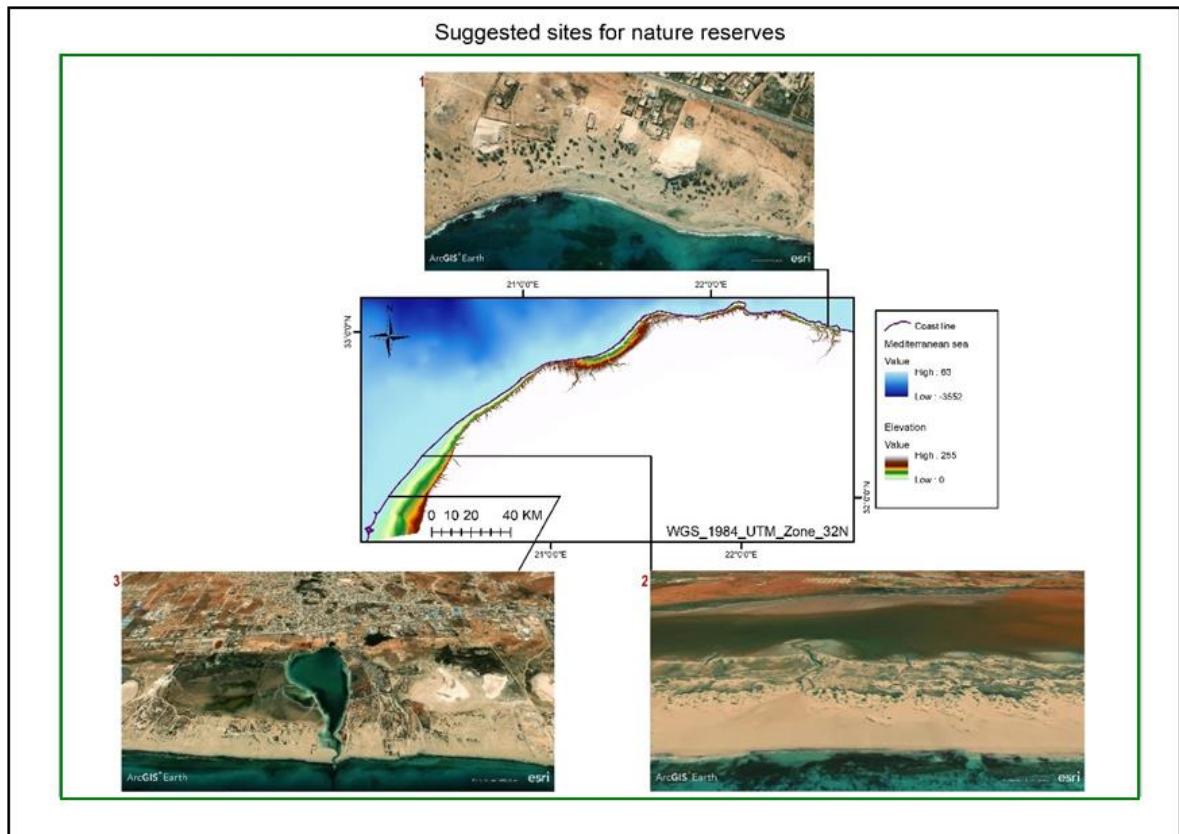 Suggested sites for nature reserves
1
ArcGIS® Earth
esri
21°0'0"E
22°0'0"E
33°0'0"N
N
Coast line
Mediterranean sea
Value
High : 63
Low : -3552
Elevation
Value
High : 255
Low : 0
32°0'0"N
0 10 20 40 KM
WGS_1984_UTM_Zone_32N
21°0'0"E
22°0'0"E
3
ArcGIS® Earth
esri
2
ArcGIS® Earth
esri